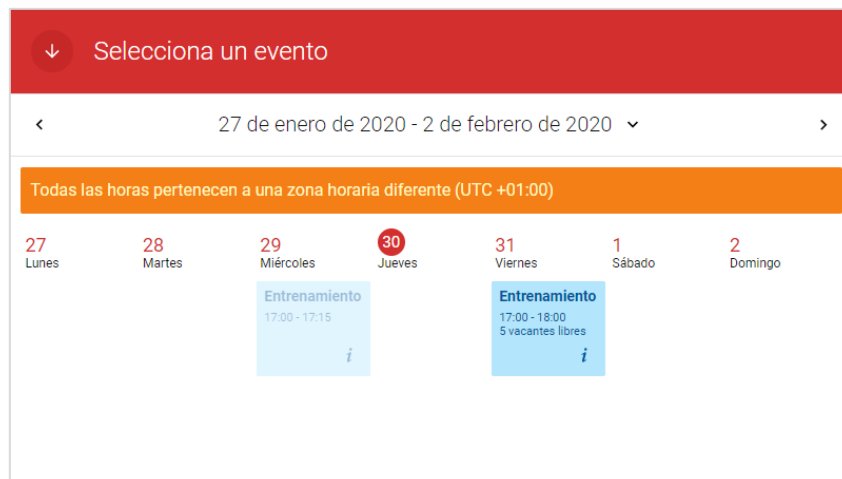 Selecciona un evento
27 de enero de 2020 - 2 de febrero de 2020
Todas las horas pertenecen a una zona horaria diferente (UTC +01:00)
27 28 29 30 31 1 2
Lunes Martes Miércoles Jueves Viernes Sábado Domingo
Entrenamiento
17:00 - 17:15
i
Entrenamiento
17:00 - 18:00
5 vacantes libres
i